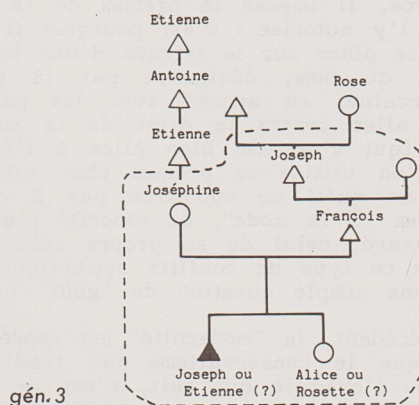 Etienne
Antoine
Rose
Etienne
Joseph
Joséphine
François
Joseph ou
Etienne (?)
Alice ou
Rosette (?)
gén.3